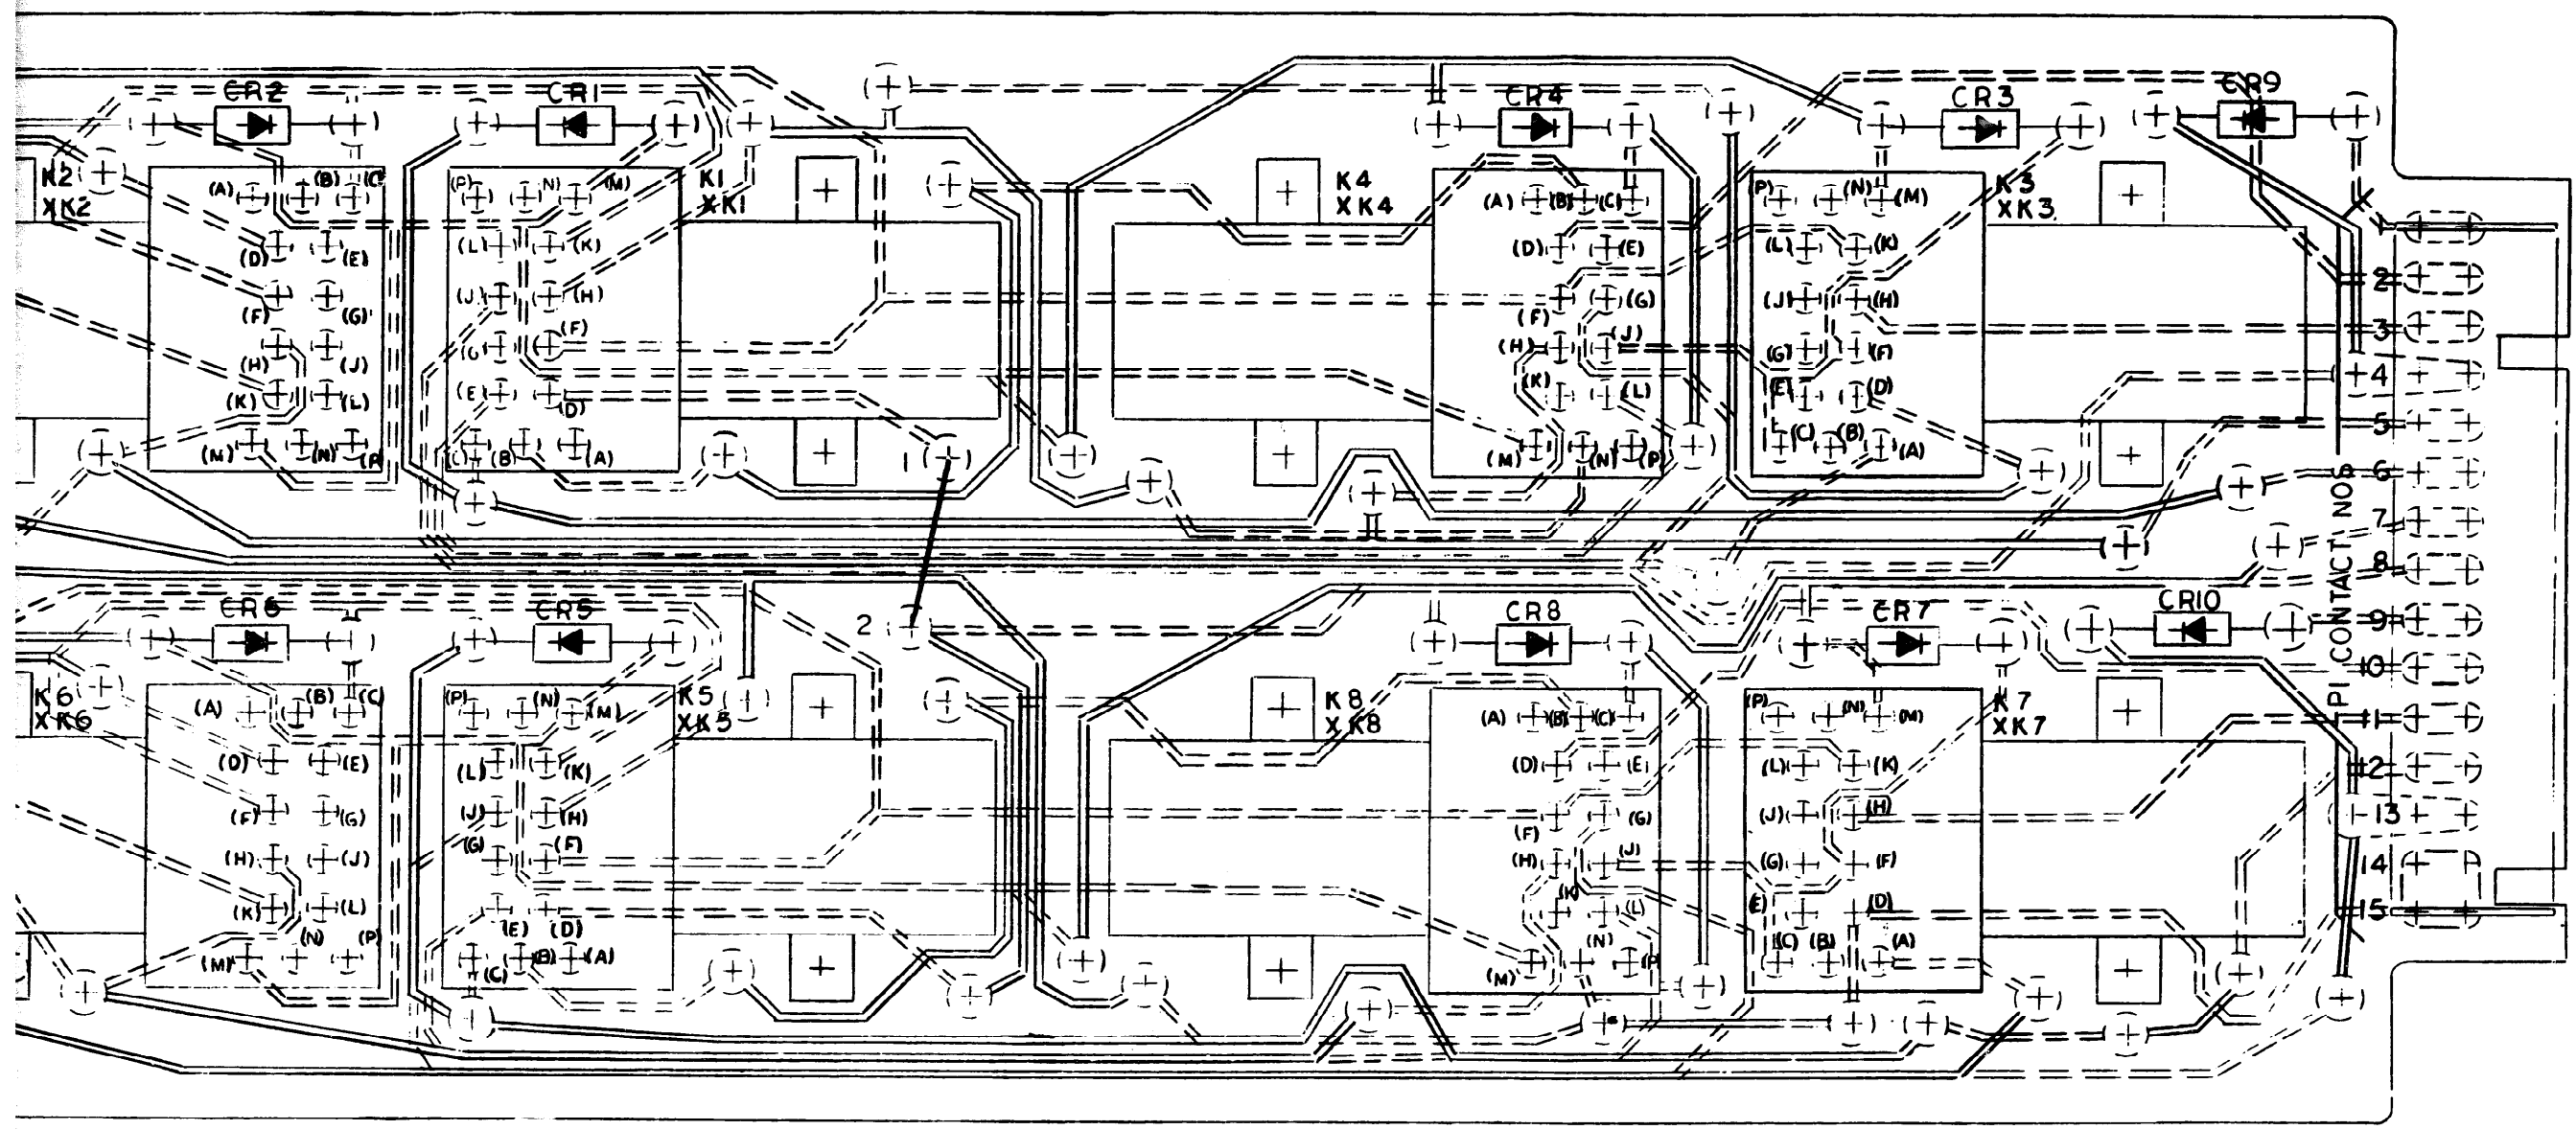 CR2
CR1
CR4
CR3
CR9
K2
XK2
(A)
(B)
(C
(D)
(E)
(F)
(G)
(H)
(J)
(K)
(L)
(M)
(N)
(P
K1
XK1
(P)
N)
(M)
(L)
(K)
(J)
(H)
(G
(F)
(E)
(D)
(B)
(A)
1
K4
XK4
(A)
(B)
(C)
(D)
(E)
(F)
(G)
(H)
(J)
(K)
(L)
(M)
(N)
(P)
K3
XK3
(P)
(N)
(M)
(L)
(K)
(J)
(H)
(G)
(F)
(E)
(D)
(C)
(B)
(A)
2
3
4
5
6
7
8
9
10
11
12
13
14
15
P1 CONTACT NOS
CR6
CR5
2
CR8
CR7
CR10
K6
XK6
(A)
(B)
(C)
(D)
(E)
(F)
(G)
(H)
(J)
(K)
(L)
(M)
(N)
(P)
K5
XK5
(P)
(N)
(M)
(L)
(K)
(J)
(H)
(G)
(F)
(E)
(D)
(C)
(B)
(A)
K8
XK8
(A)
(B)
(C)
(D)
(E)
(F)
(G)
(H)
(J)
(K)
(L)
(M)
(N)
(P
K7
XK7
(P)
(N)
(M)
(L)
(K)
(J)
(H)
(G)
(F)
(E)
(D)
(C)
(B)
(A)